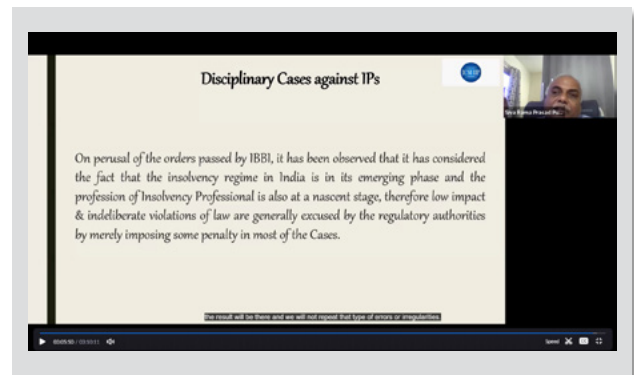 Disciplinary Cases against IPs
Siva Rama Prasad
On perusal of the orders passed by IBBI, it has been observed that it has considered
the fact that the insolvency regime in India is in its emerging phase and the
profession of Insolvency Professional is also at a nascent stage, therefore low impact
& indeliberate violations of law are generally excused by the regulatory authorities
by merely imposing some penalty in most of the Cases.
the result will be there and we will not repeat that type of errors or irregularities.
Speed